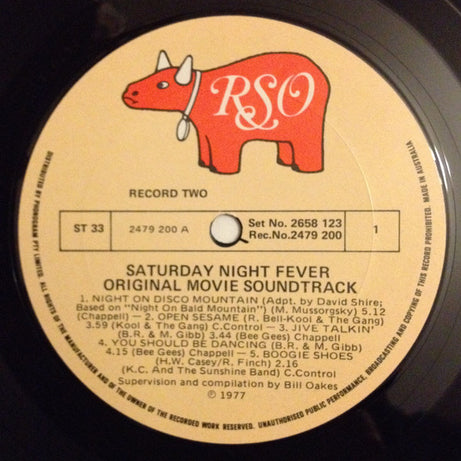 RSO
RECORD TWO
ST 33
2479 200 A
Set No. 2658 123
Rec.No.2479 200
1
SATURDAY NIGHT FEVER
ORIGINAL MOVIE SOUNDTRACK
1. NIGHT ON DISCO MOUNTAIN (Adpt. by David Shire;
Based on "Night On Bald Mountain") (M. Mussorgsky) 5.12
(Chappell) - 2. OPEN SESAME (R. Bell-Kool & The Gang)
3.59 (Kool & The Gang) C.Control - 3. JIVE TALKIN'
(B.R. & M. GIBB) 3.44 (Bee Gees) Chappell
4. YOU SHOULD BE DANCING (B.R. & M. GIBB)
4.15 (Bee Gees) Chappell - 5. BOOGIE SHOES
(H.W. Casey/R. Finch) 2.16
(K.C. And The Sunshine Band) C.Control
Supervision and compilation by Bill Oakes
℗ 1977
DISTRIBUTED BY PHONOGRAM PTY LIMITED. ALL RIGHTS OF THE MANUFACTURER AND OF THE OWNER OF THE RECORDED WORK RESERVED. UNAUTHORISED PUBLIC PERFORMANCE, BROADCASTING AND COPYING OF THIS RECORD PROHIBITED. MADE IN AUSTRALIA